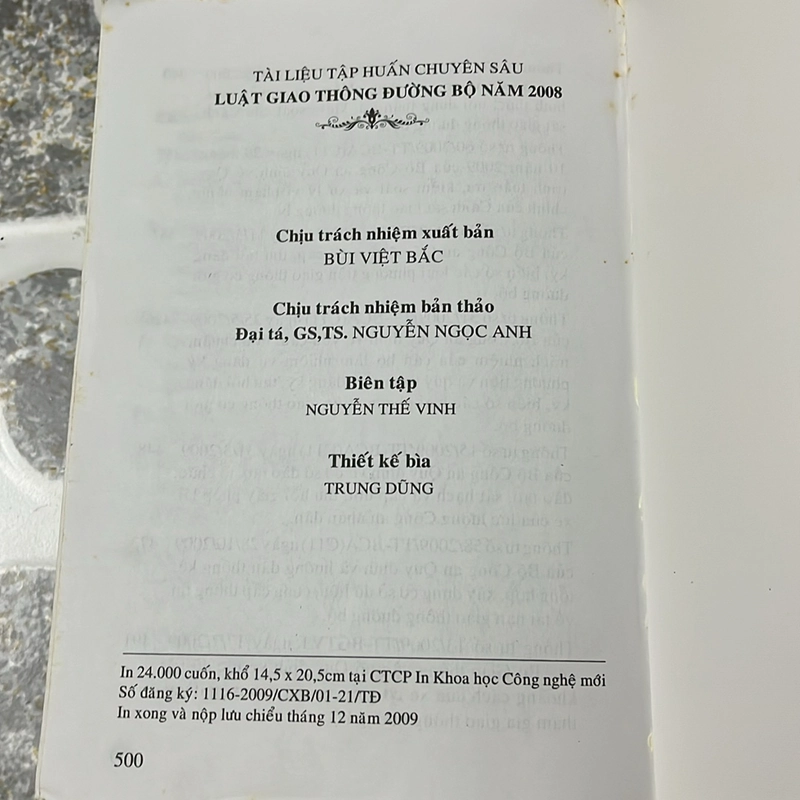 TÀI LIỆU TẬP HUẤN CHUYÊN SÂU
LUẬT GIAO THÔNG ĐƯỜNG BỘ NĂM 2008
Chịu trách nhiệm xuất bản
BÙI VIỆT BẮC
Chịu trách nhiệm bản thảo
Đại tá, GS,TS. NGUYỄN NGỌC ANH
Biên tập
NGUYỄN THẾ VINH
Thiết kế bìa
TRUNG DŨNG
In 24.000 cuốn, khổ 14,5 x 20,5cm tại CTCP In Khoa học Công nghệ mới
Số đăng ký: 1116-2009/CXB/01-21/TĐ
In xong và nộp lưu chiểu tháng 12 năm 2009
500